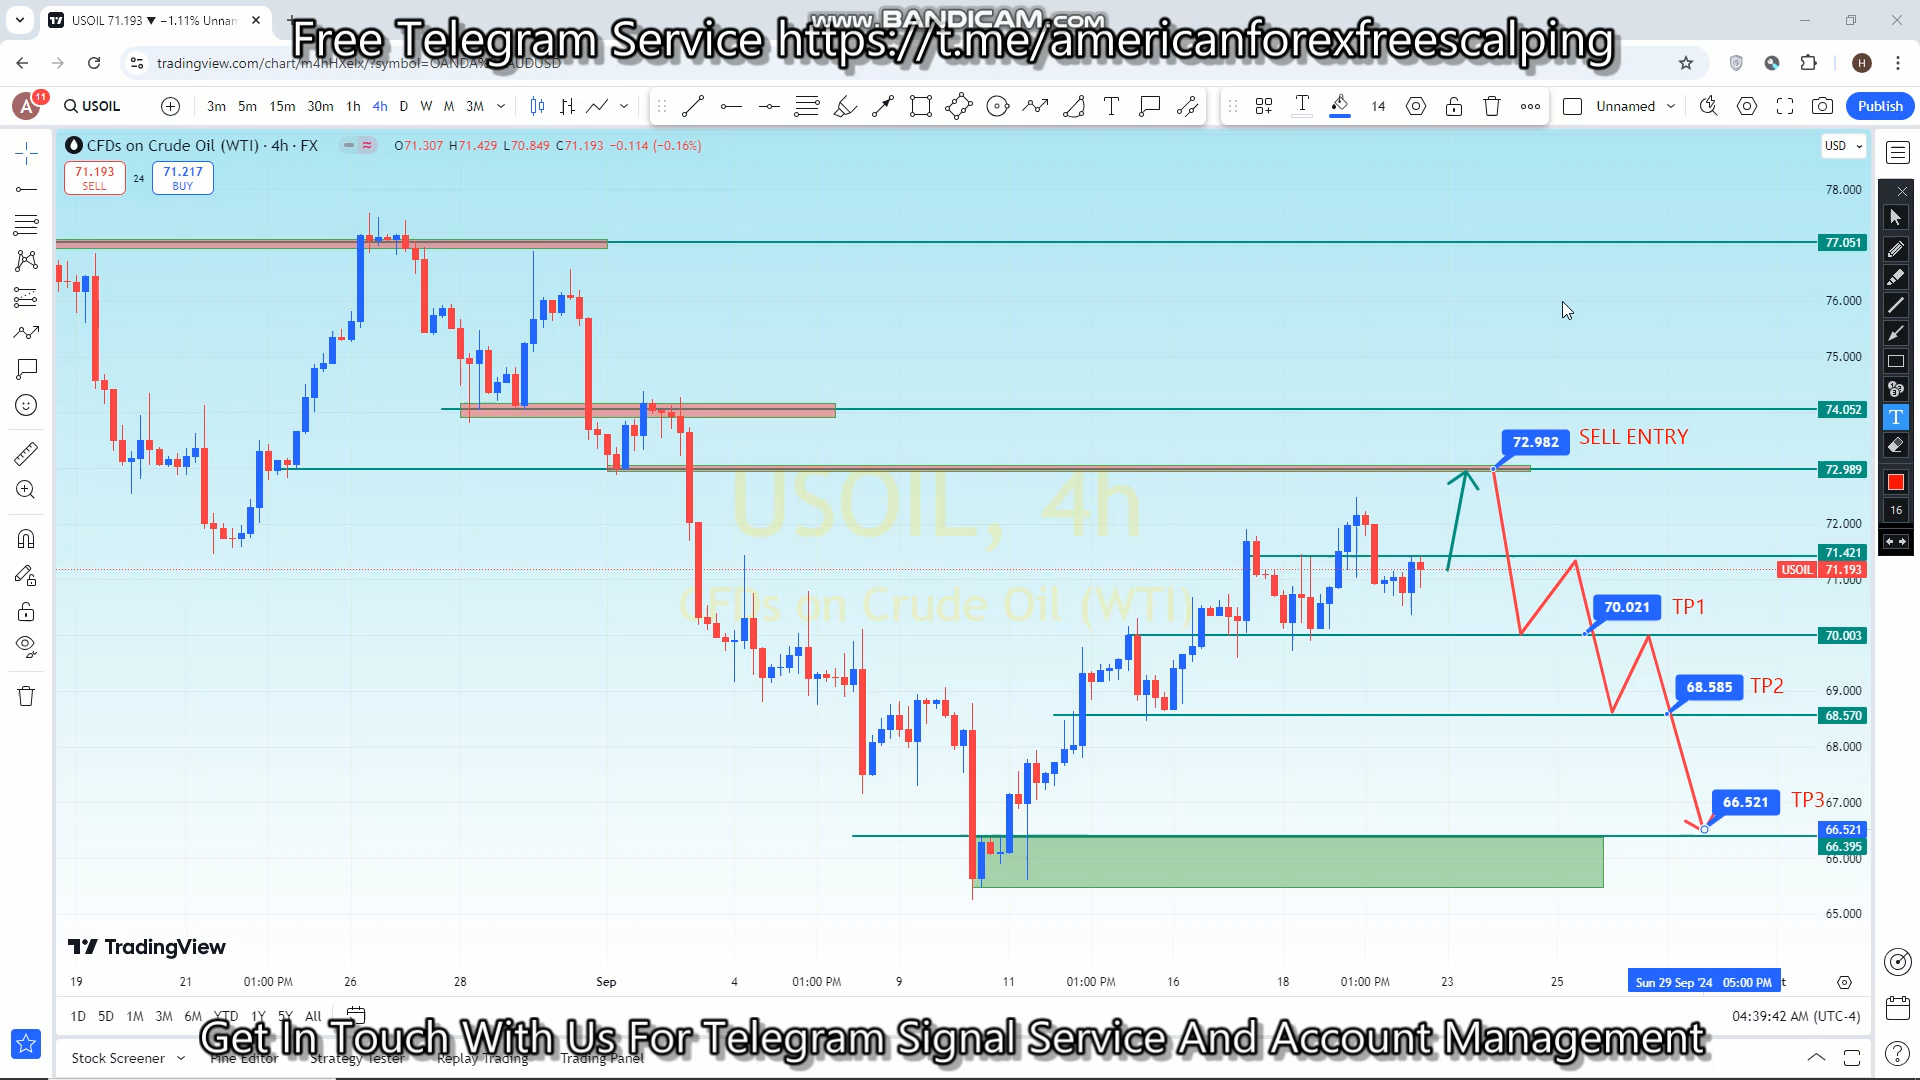 USOIL 71.193 ▼ −1.11% Unnam
www.BANDICAM.com
Free Telegram Service https://t.me/americanforexfreescalping
tradingview.com/chart/m4hHXelx/?symbol=OANDA%
AUDUSD
H
A
11
USOIL
3m 5m 15m 30m 1h 4h D W M 3M
T
T
14
Unnamed
Publish
CFDs on Crude Oil (WTI) · 4h · FX
O71.307 H71.429 L70.849 C71.193 −0.114 (−0.16%)
USD
71.193
SELL
24
71.217
BUY
78.000
77.051
76.000
75.000
74.052
72.982
SELL ENTRY
72.989
USOIL, 4h
72.000
71.421
USOIL 71.193
71.000
CFDs on Crude Oil (WTI)
70.021
TP1
70.003
69.000
68.585
TP2
68.570
68.000
66.521
TP3
67.000
66.521
66.395
66.000
65.000
T
16
TradingView
19 21 01:00 PM 26 28 Sep 4 01:00 PM 9 11 01:00 PM 16 18 01:00 PM 23 25 Sun 29 Sep '24 05:00 PM t
1D 5D 1M 3M 6M YTD 1Y 5Y All
04:39:42 AM (UTC-4)
Get In Touch With Us For Telegram Signal Service And Account Management
Stock Screener Pine Editor Strategy Tester Replay Trading Trading Panel